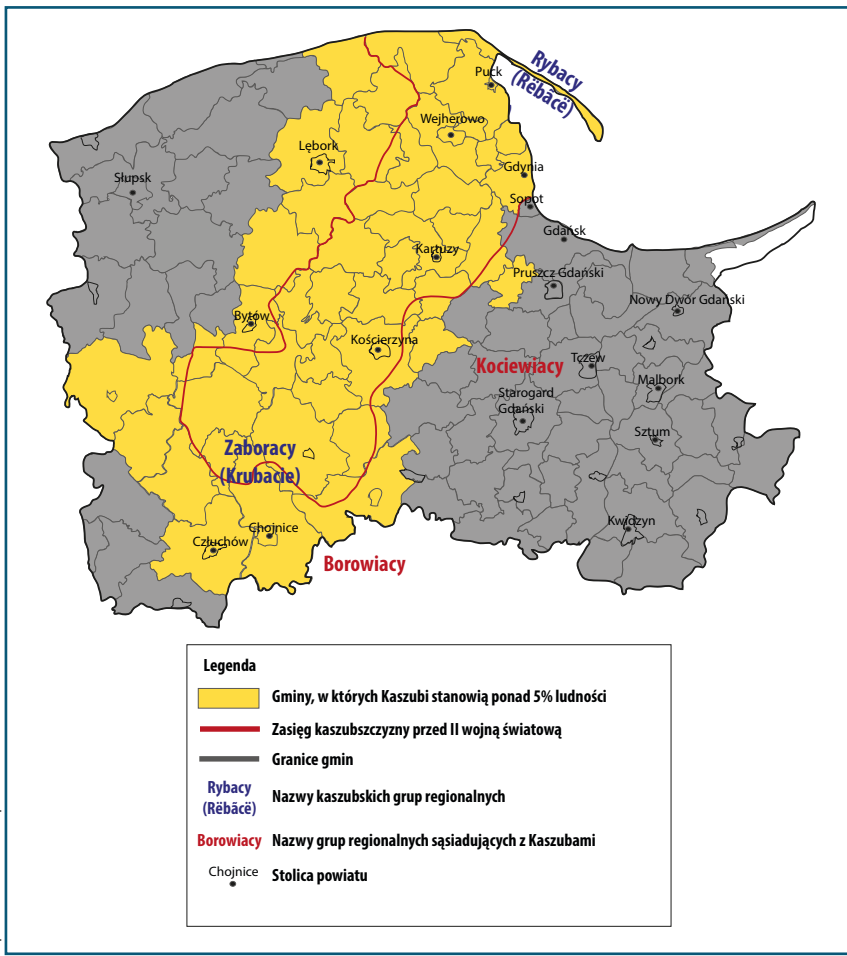 Rybacy
(Rëbãcë)
Puck
Wejherowo
Lębork
Gdynia
Słupsk
Sopot
Gdańsk
Kartuzy
Pruszcz Gdański
Nowy Dwór Gdański
Bytów
Kościerzyna
Kociewiacy
Tczew
Malbork
Starogard
Gdański
Sztum
Zaboracy
(Krubacie)
Kwidzyn
Chojnice
Człuchów
Borowiacy
Legenda
Gminy, w których Kaszubi stanowią ponad 5% ludności
Zasięg kaszubszczyzny przed II wojną światową
Granice gmin
Rybacy
(Rëbãcë)
Nazwy kaszubskich grup regionalnych
Borowiacy
Nazwy grup regionalnych sąsiadujących z Kaszubami
Chojnice
Stolica powiatu